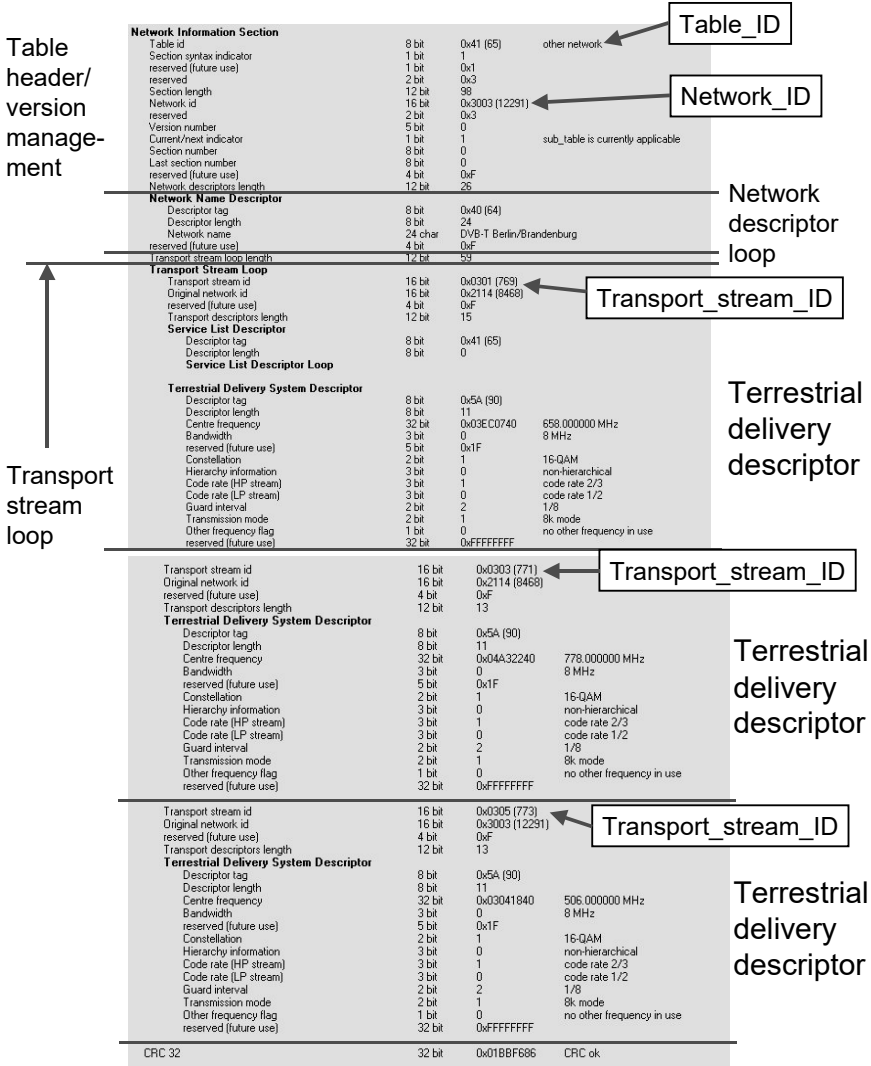 Table
header/
version
manage-
ment
Network Information Section
Table id 8 bit 0x41 (65) other network
Table_ID
Section syntax indicator 1 bit 1
reserved (future use) 1 bit 0x1
reserved 2 bit 0x3
Section length 12 bit 98
Network id 16 bit 0x3003 (12291)
Network_ID
reserved 2 bit 0x3
Version number 5 bit 0
Current/next indicator 1 bit 1 sub_table is currently applicable
Section number 8 bit 0
Last section number 8 bit 0
reserved (future use) 4 bit 0xF
Network descriptors length 12 bit 26
Network
descriptor
loop
Network Name Descriptor
Descriptor tag 8 bit 0x40 (64)
Descriptor length 8 bit 24
Network name 24 char DVB-T Berlin/Brandenburg
reserved (future use) 4 bit 0xF
Transport stream loop length 12 bit 59
Transport
stream
loop
Transport Stream Loop
Transport stream id 16 bit 0x0301 (769)
Transport_stream_ID
Original network id 16 bit 0x2114 (8468)
reserved (future use) 4 bit 0xF
Transport descriptors length 12 bit 15
Service List Descriptor
Descriptor tag 8 bit 0x41 (65)
Descriptor length 8 bit 0
Service List Descriptor Loop
Terrestrial
delivery
descriptor
Terrestrial Delivery System Descriptor
Descriptor tag 8 bit 0x5A (90)
Descriptor length 8 bit 11
Centre frequency 32 bit 0x03EC0740 658.000000 MHz
Bandwidth 3 bit 0 8 MHz
reserved (future use) 5 bit 0x1F
Constellation 2 bit 1 16-QAM
Hierarchy information 3 bit 0 non-hierarchical
Code rate (HP stream) 3 bit 1 code rate 2/3
Code rate (LP stream) 3 bit 0 code rate 1/2
Guard interval 2 bit 2 1/8
Transmission mode 2 bit 1 8k mode
Other frequency flag 1 bit 0 no other frequency in use
reserved (future use) 32 bit 0xFFFFFFFF
Transport stream id 16 bit 0x0303 (771)
Transport_stream_ID
Original network id 16 bit 0x2114 (8468)
reserved (future use) 4 bit 0xF
Transport descriptors length 12 bit 13
Terrestrial
delivery
descriptor
Terrestrial Delivery System Descriptor
Descriptor tag 8 bit 0x5A (90)
Descriptor length 8 bit 11
Centre frequency 32 bit 0x04A32240 778.000000 MHz
Bandwidth 3 bit 0 8 MHz
reserved (future use) 5 bit 0x1F
Constellation 2 bit 1 16-QAM
Hierarchy information 3 bit 0 non-hierarchical
Code rate (HP stream) 3 bit 1 code rate 2/3
Code rate (LP stream) 3 bit 0 code rate 1/2
Guard interval 2 bit 2 1/8
Transmission mode 2 bit 1 8k mode
Other frequency flag 1 bit 0 no other frequency in use
reserved (future use) 32 bit 0xFFFFFFFF
Transport stream id 16 bit 0x0305 (773)
Transport_stream_ID
Original network id 16 bit 0x3003 (12291)
reserved (future use) 4 bit 0xF
Transport descriptors length 12 bit 13
Terrestrial
delivery
descriptor
Terrestrial Delivery System Descriptor
Descriptor tag 8 bit 0x5A (90)
Descriptor length 8 bit 11
Centre frequency 32 bit 0x03041840 506.000000 MHz
Bandwidth 3 bit 0 8 MHz
reserved (future use) 5 bit 0x1F
Constellation 2 bit 1 16-QAM
Hierarchy information 3 bit 0 non-hierarchical
Code rate (HP stream) 3 bit 1 code rate 2/3
Code rate (LP stream) 3 bit 0 code rate 1/2
Guard interval 2 bit 2 1/8
Transmission mode 2 bit 1 8k mode
Other frequency flag 1 bit 0 no other frequency in use
reserved (future use) 32 bit 0xFFFFFFFF
CRC 32 32 bit 0x01BBF686 CRC ok